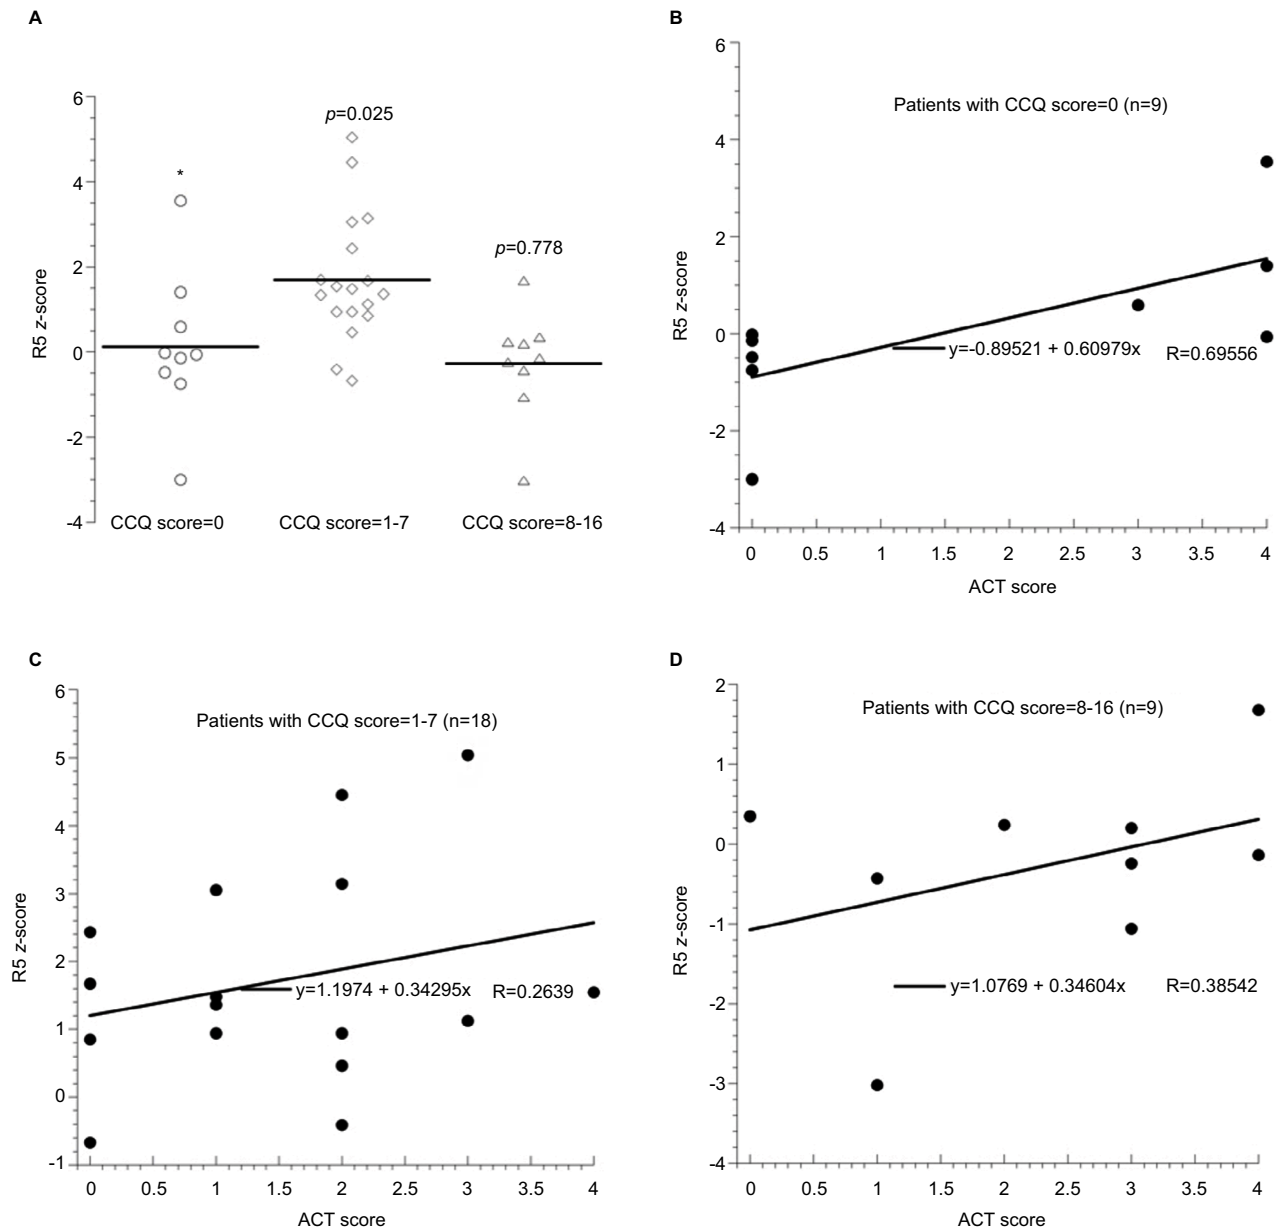 A
6
4
2
0
-2
-4
R5 z-score
*
p=0.025
p=0.778
CCQ score=0
CCQ score=1-7
CCQ score=8-16
B
6
4
2
0
-2
-4
R5 z-score
Patients with CCQ score=0 (n=9)
y=-0.89521 + 0.60979x
R=0.69556
0 0.5 1 1.5 2 2.5 3 3.5 4
ACT score
C
6
5
4
3
2
1
0
-1
R5 z-score
Patients with CCQ score=1-7 (n=18)
y=1.1974 + 0.34295x
R=0.2639
0 0.5 1 1.5 2 2.5 3 3.5 4
ACT score
D
2
1
0
-1
-2
-3
-4
R5 z-score
Patients with CCQ score=8-16 (n=9)
y=1.0769 + 0.34604x
R=0.38542
0 0.5 1 1.5 2 2.5 3 3.5 4
ACT score